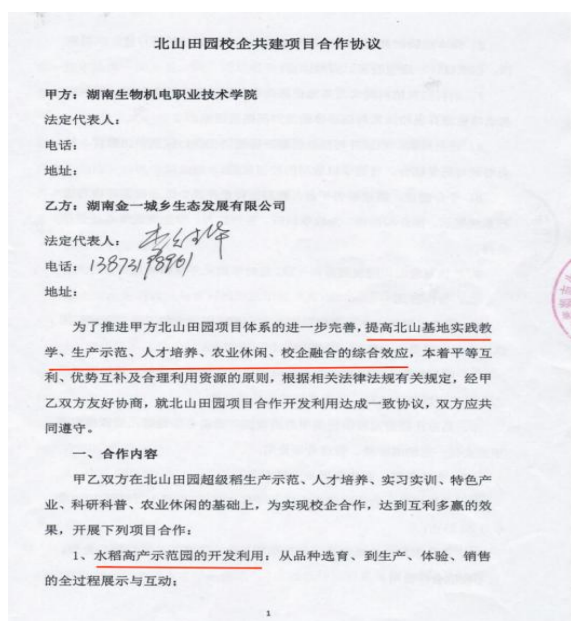 北山田园校企共建项目合作协议
甲方：湖南生物机电职业技术学院
法定代表人：
电话：
地址：
乙方：湖南金一城乡生态发展有限公司
法定代表人：
电话：
地址：
为了推进甲方北山田园项目体系的进一步完善，提高北山基地实践教
学、生产示范、人才培养、农业休闲、校企融合的综合效应，本着平等互
利、优势互补及合理利用资源的原则，根据相关法律法规有关规定，经甲
乙双方友好协商，就北山田园项目合作开发利用达成一致协议，双方应共
同遵守。
一、合作内容
甲乙双方在北山田园超级稻生产示范、人才培养、实习实训、特色产
业、科研科普、农业休闲的基础上，为实现校企合作，达到互利多赢的效
果，开展下列项目合作：
1、水稻高产示范园的开发利用：从品种选育、到生产、体验、销售
的全过程展示与互动；
1